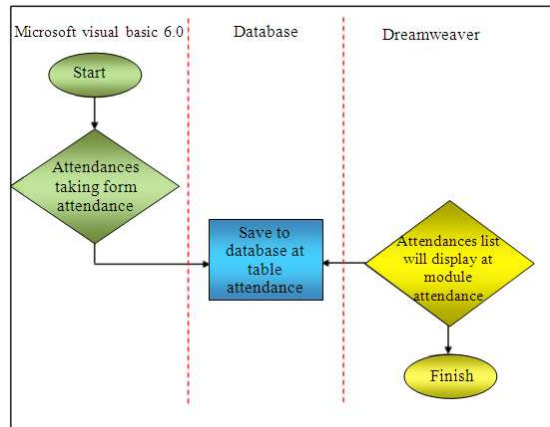 Microsoft visual basic 6.0
Database
Dreamweaver
Start
Attendances
taking form
attendance
Save to
database at
table
attendance
Attendances list
will display at
module
attendance
Finish